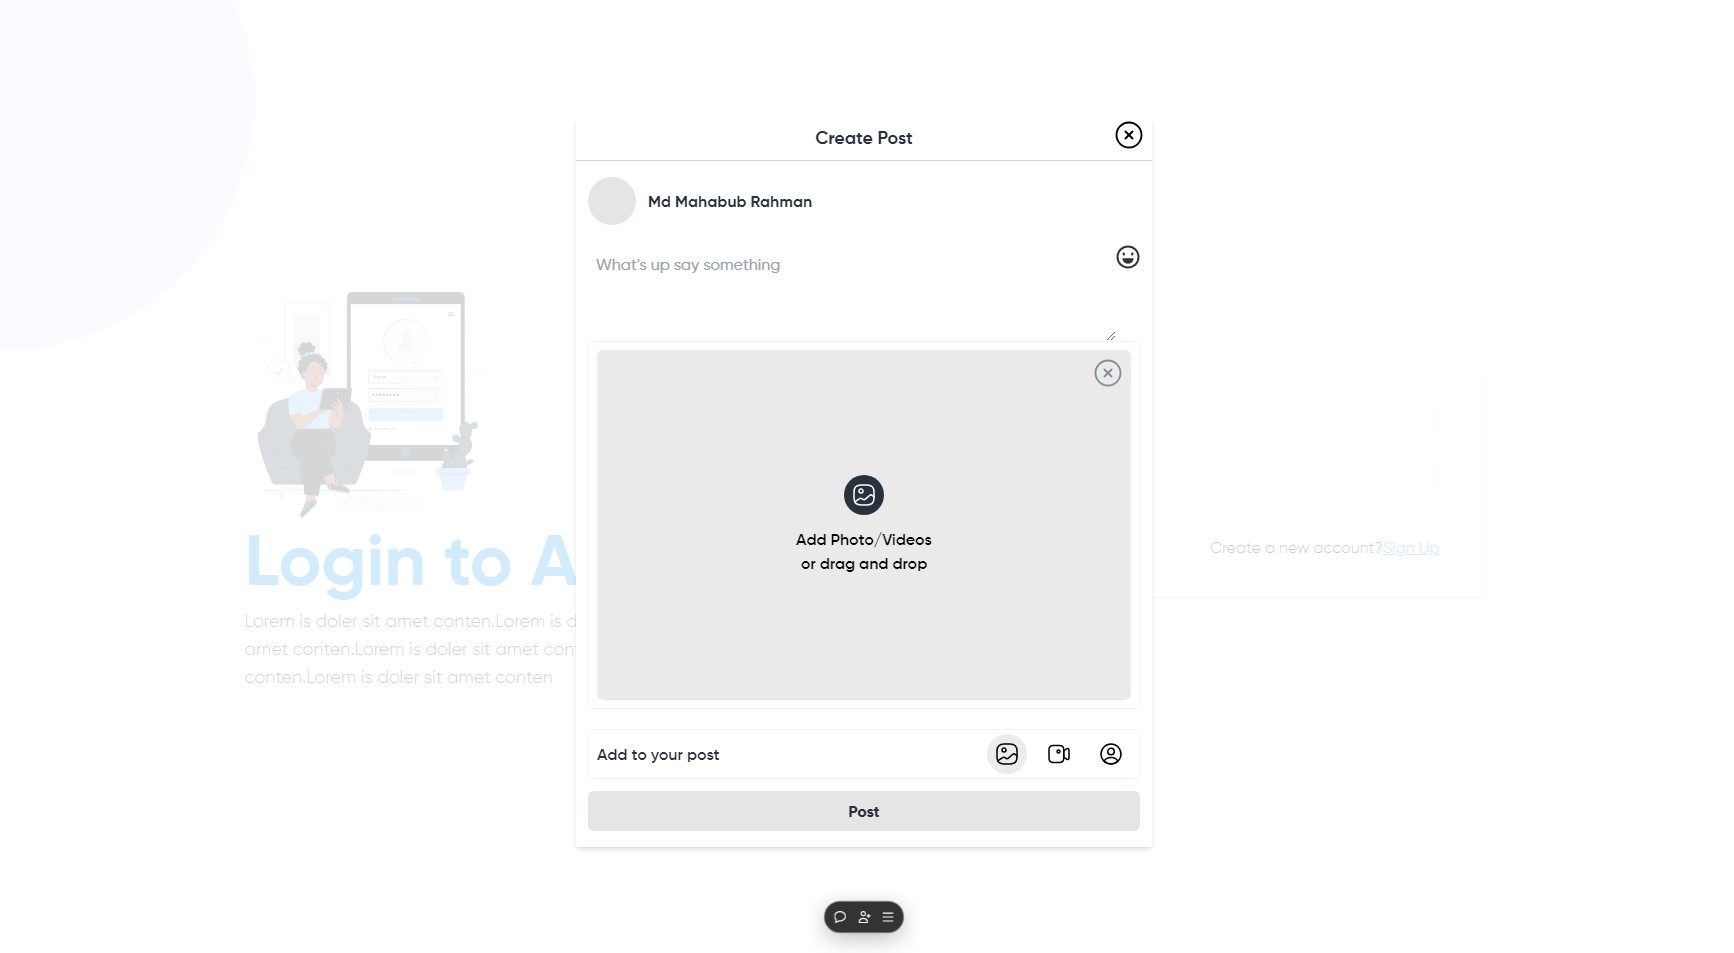 Create Post
Md Mahabub Rahman
What's up say something
Add Photo/Videos
or drag and drop
Add to your post
Post
Login to A
Lorem is doler sit amet conten.Lorem is d
amet conten.Lorem is doler sit amet con
conten.Lorem is doler sit amet conten
Create a new account?Sign Up